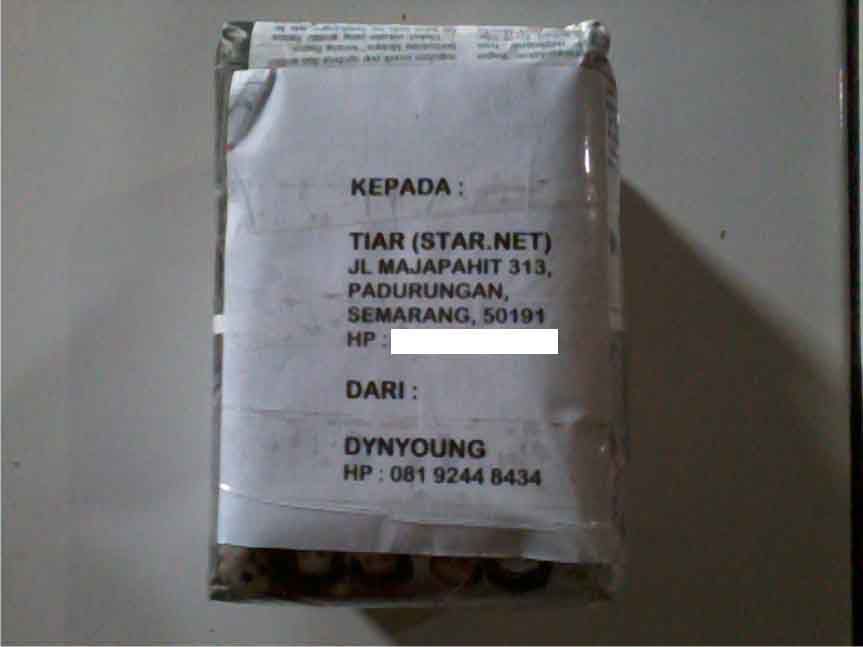 KEPADA :
TIAR (STAR.NET)
JL MAJAPAHIT 313,
PADURUNGAN,
SEMARANG, 50191
HP :
DARI :
DYNYOUNG
HP : 081 9244 8434